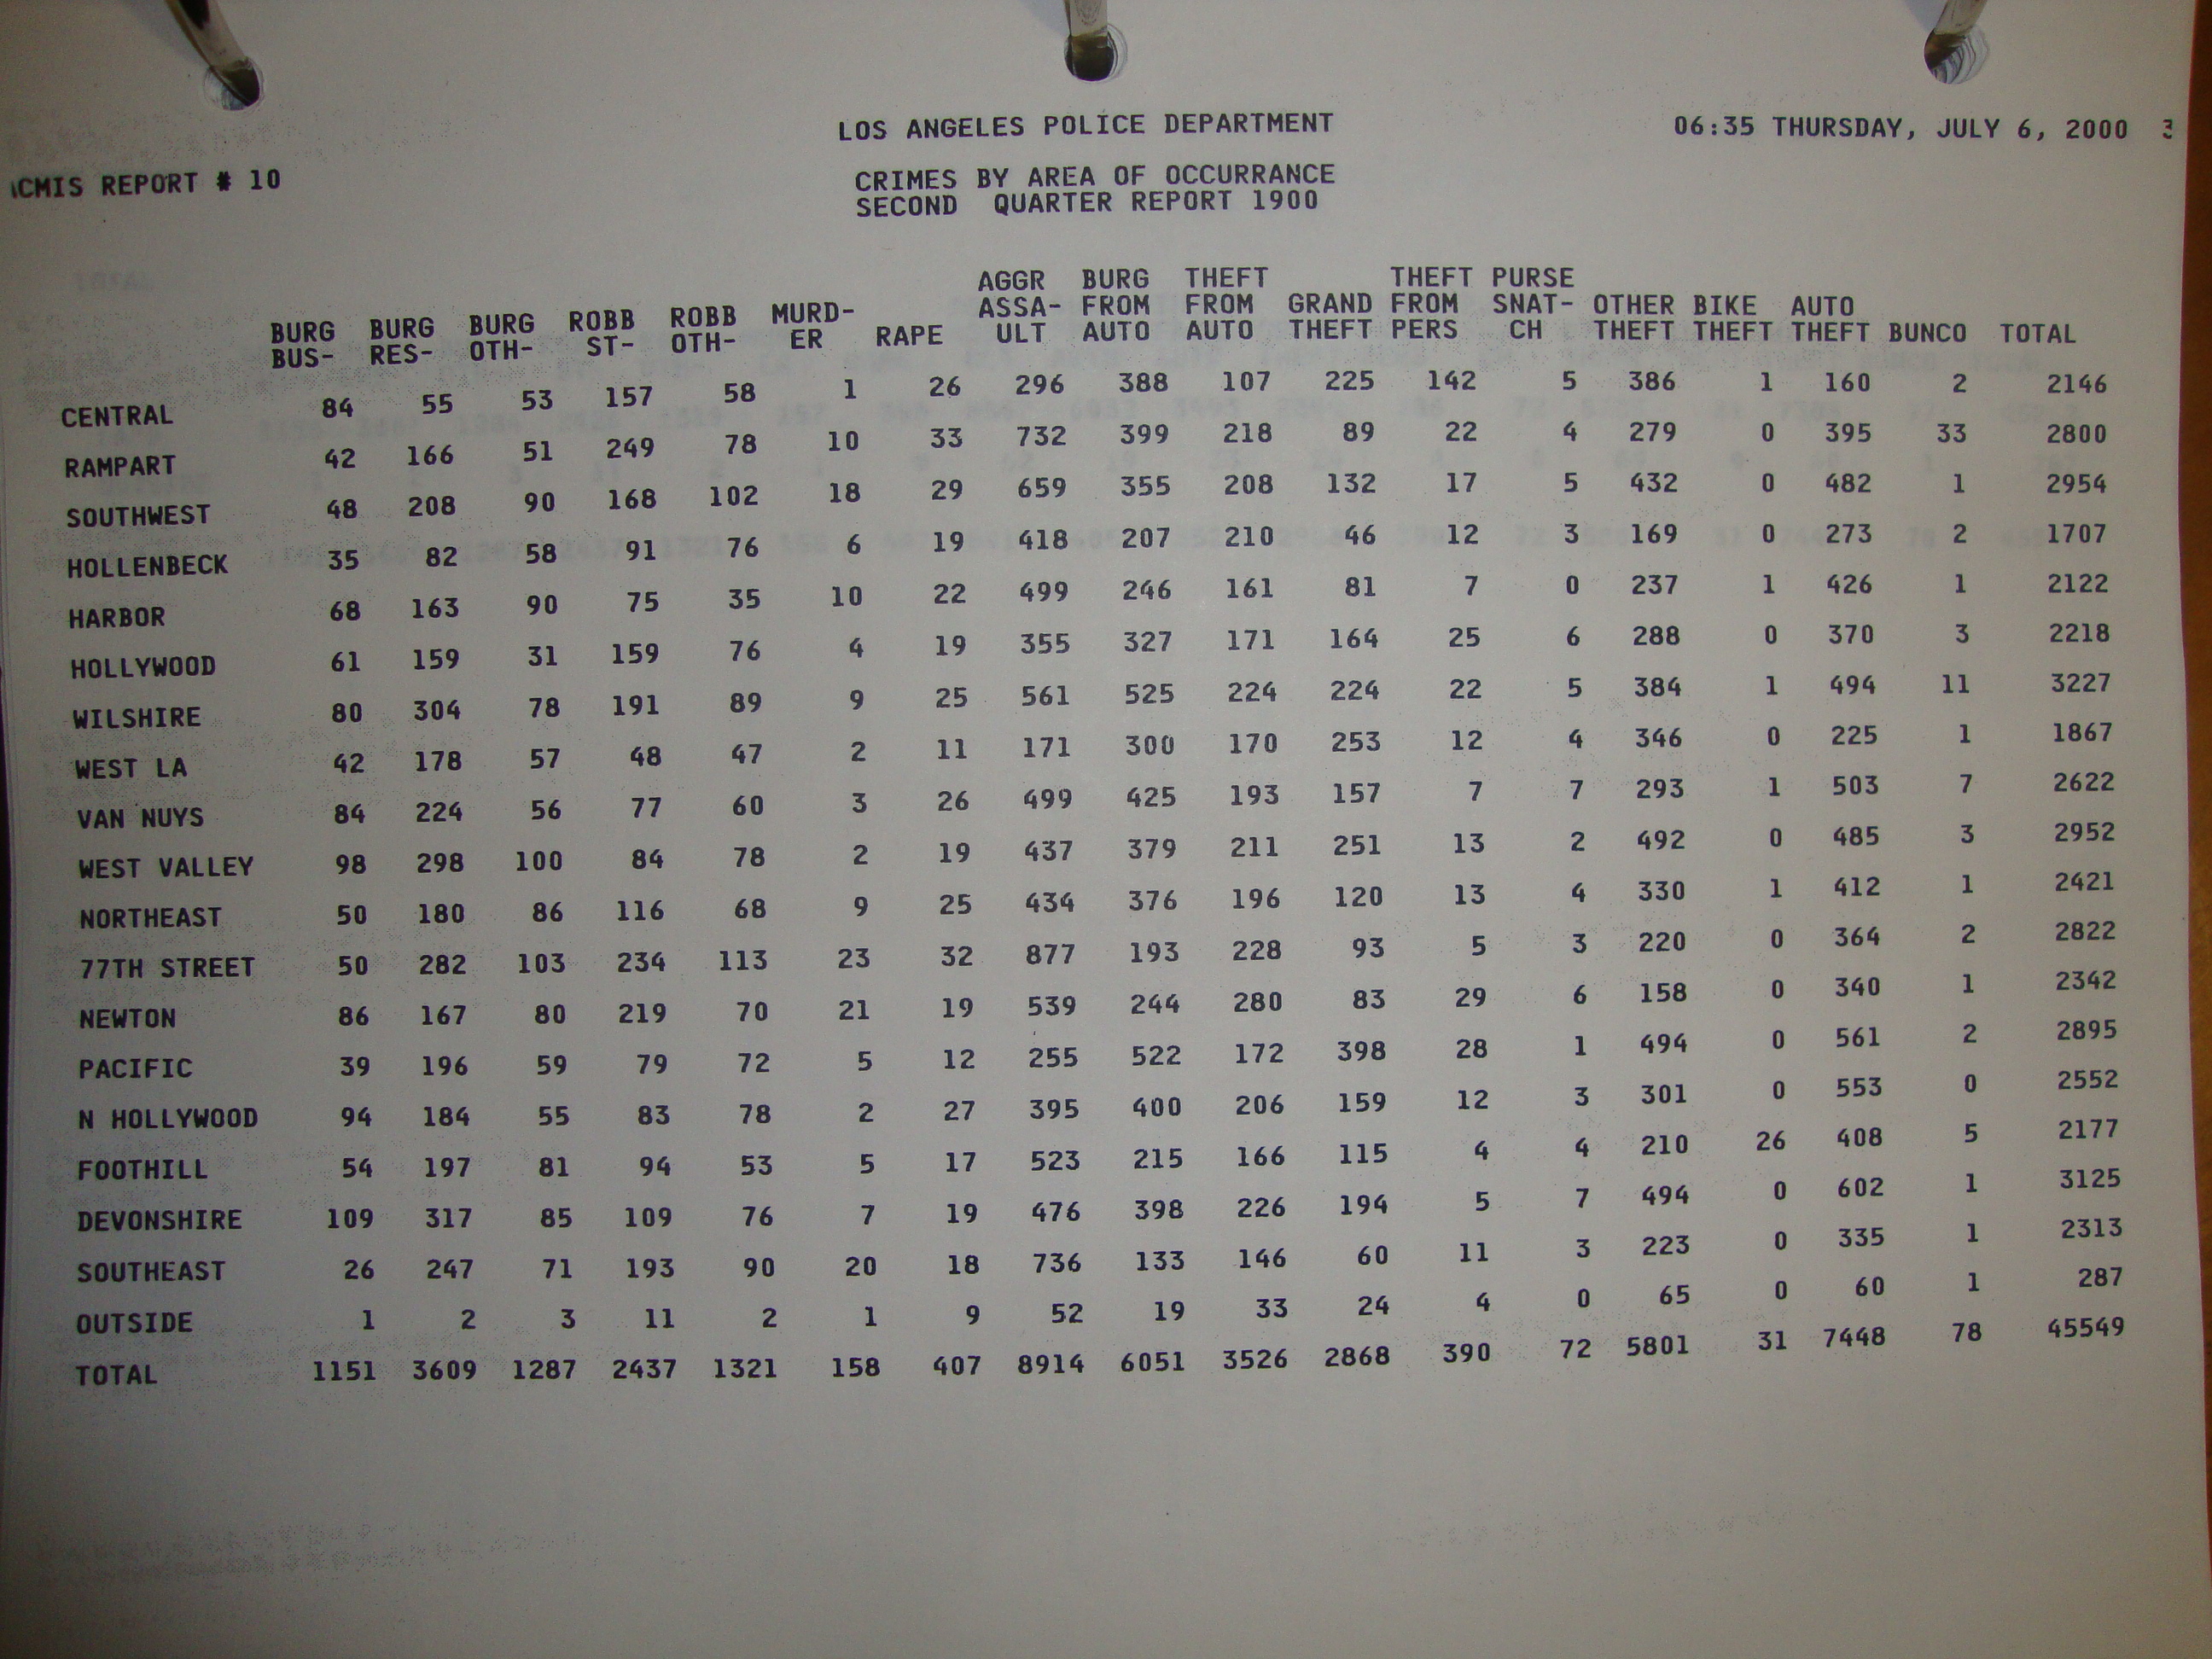 LOS ANGELES POLICE DEPARTMENT 06:35 THURSDAY, JULY 6, 2000 3
ACMIS REPORT # 10 CRIMES BY AREA OF OCCURRANCE
SECOND QUARTER REPORT 1900
AGGR BURG THEFT THEFT PURSE
BURG BURG BURG ROBB ROBB MURD- ASSA- FROM FROM GRAND FROM SNAT- OTHER BIKE AUTO
BUS- RES- OTH- ST- OTH- ER RAPE ULT AUTO AUTO THEFT PERS CH THEFT THEFT THEFT BUNCO TOTAL
CENTRAL 84 55 53 157 58 1 26 296 388 107 225 142 5 386 1 160 2 2146
RAMPART 42 166 51 249 78 10 33 732 399 218 89 22 4 279 0 395 33 2800
SOUTHWEST 48 208 90 168 102 18 29 659 355 208 132 17 5 432 0 482 1 2954
HOLLENBECK 35 82 58 91 76 6 19 418 207 210 46 12 3 169 0 273 2 1707
HARBOR 68 163 90 75 35 10 22 499 246 161 81 7 0 237 1 426 1 2122
HOLLYWOOD 61 159 31 159 76 4 19 355 327 171 164 25 6 288 0 370 3 2218
WILSHIRE 80 304 78 191 89 9 25 561 525 224 224 22 5 384 1 494 11 3227
WEST LA 42 178 57 48 47 2 11 171 300 170 253 12 4 346 0 225 1 1867
VAN NUYS 84 224 56 77 60 3 26 499 425 193 157 7 7 293 1 503 7 2622
WEST VALLEY 98 298 100 84 78 2 19 437 379 211 251 13 2 492 0 485 3 2952
NORTHEAST 50 180 86 116 68 9 25 434 376 196 120 13 4 330 1 412 1 2421
77TH STREET 50 282 103 234 113 23 32 877 193 228 93 5 3 220 0 364 2 2822
NEWTON 86 167 80 219 70 21 19 539 244 280 83 29 6 158 0 340 1 2342
PACIFIC 39 196 59 79 72 5 12 255 522 172 398 28 1 494 0 561 2 2895
N HOLLYWOOD 94 184 55 83 78 2 27 395 400 206 159 12 3 301 0 553 0 2552
FOOTHILL 54 197 81 94 53 5 17 523 215 166 115 4 4 210 26 408 5 2177
DEVONSHIRE 109 317 85 109 76 7 19 476 398 226 194 5 7 494 0 602 1 3125
SOUTHEAST 26 247 71 193 90 20 18 736 133 146 60 11 3 223 0 335 1 2313
OUTSIDE 1 2 3 11 2 1 9 52 19 33 24 4 0 65 0 60 1 287
TOTAL 1151 3609 1287 2437 1321 158 407 8914 6051 3526 2868 390 72 5801 31 7448 78 45549